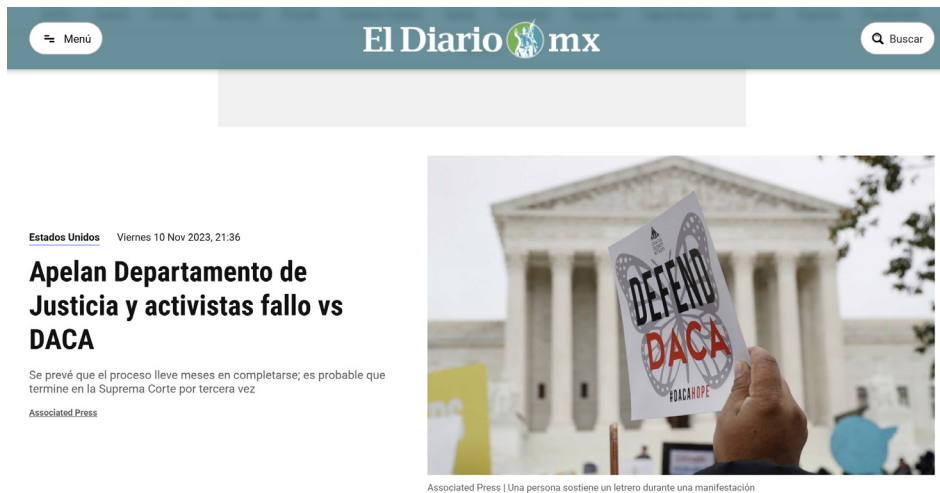 Menú
El Diario mx
Buscar
Estados Unidos Viernes 10 Nov 2023, 21:36
Apelan Departamento de
Justicia y activistas fallo vs
DACA
Se prevé que el proceso lleve meses en completarse; es probable que
termine en la Suprema Corte por tercera vez
Associated Press
DEFEND
DACA
#DACAHOPE
Associated Press | Una persona sostiene un letrero durante una manifestación